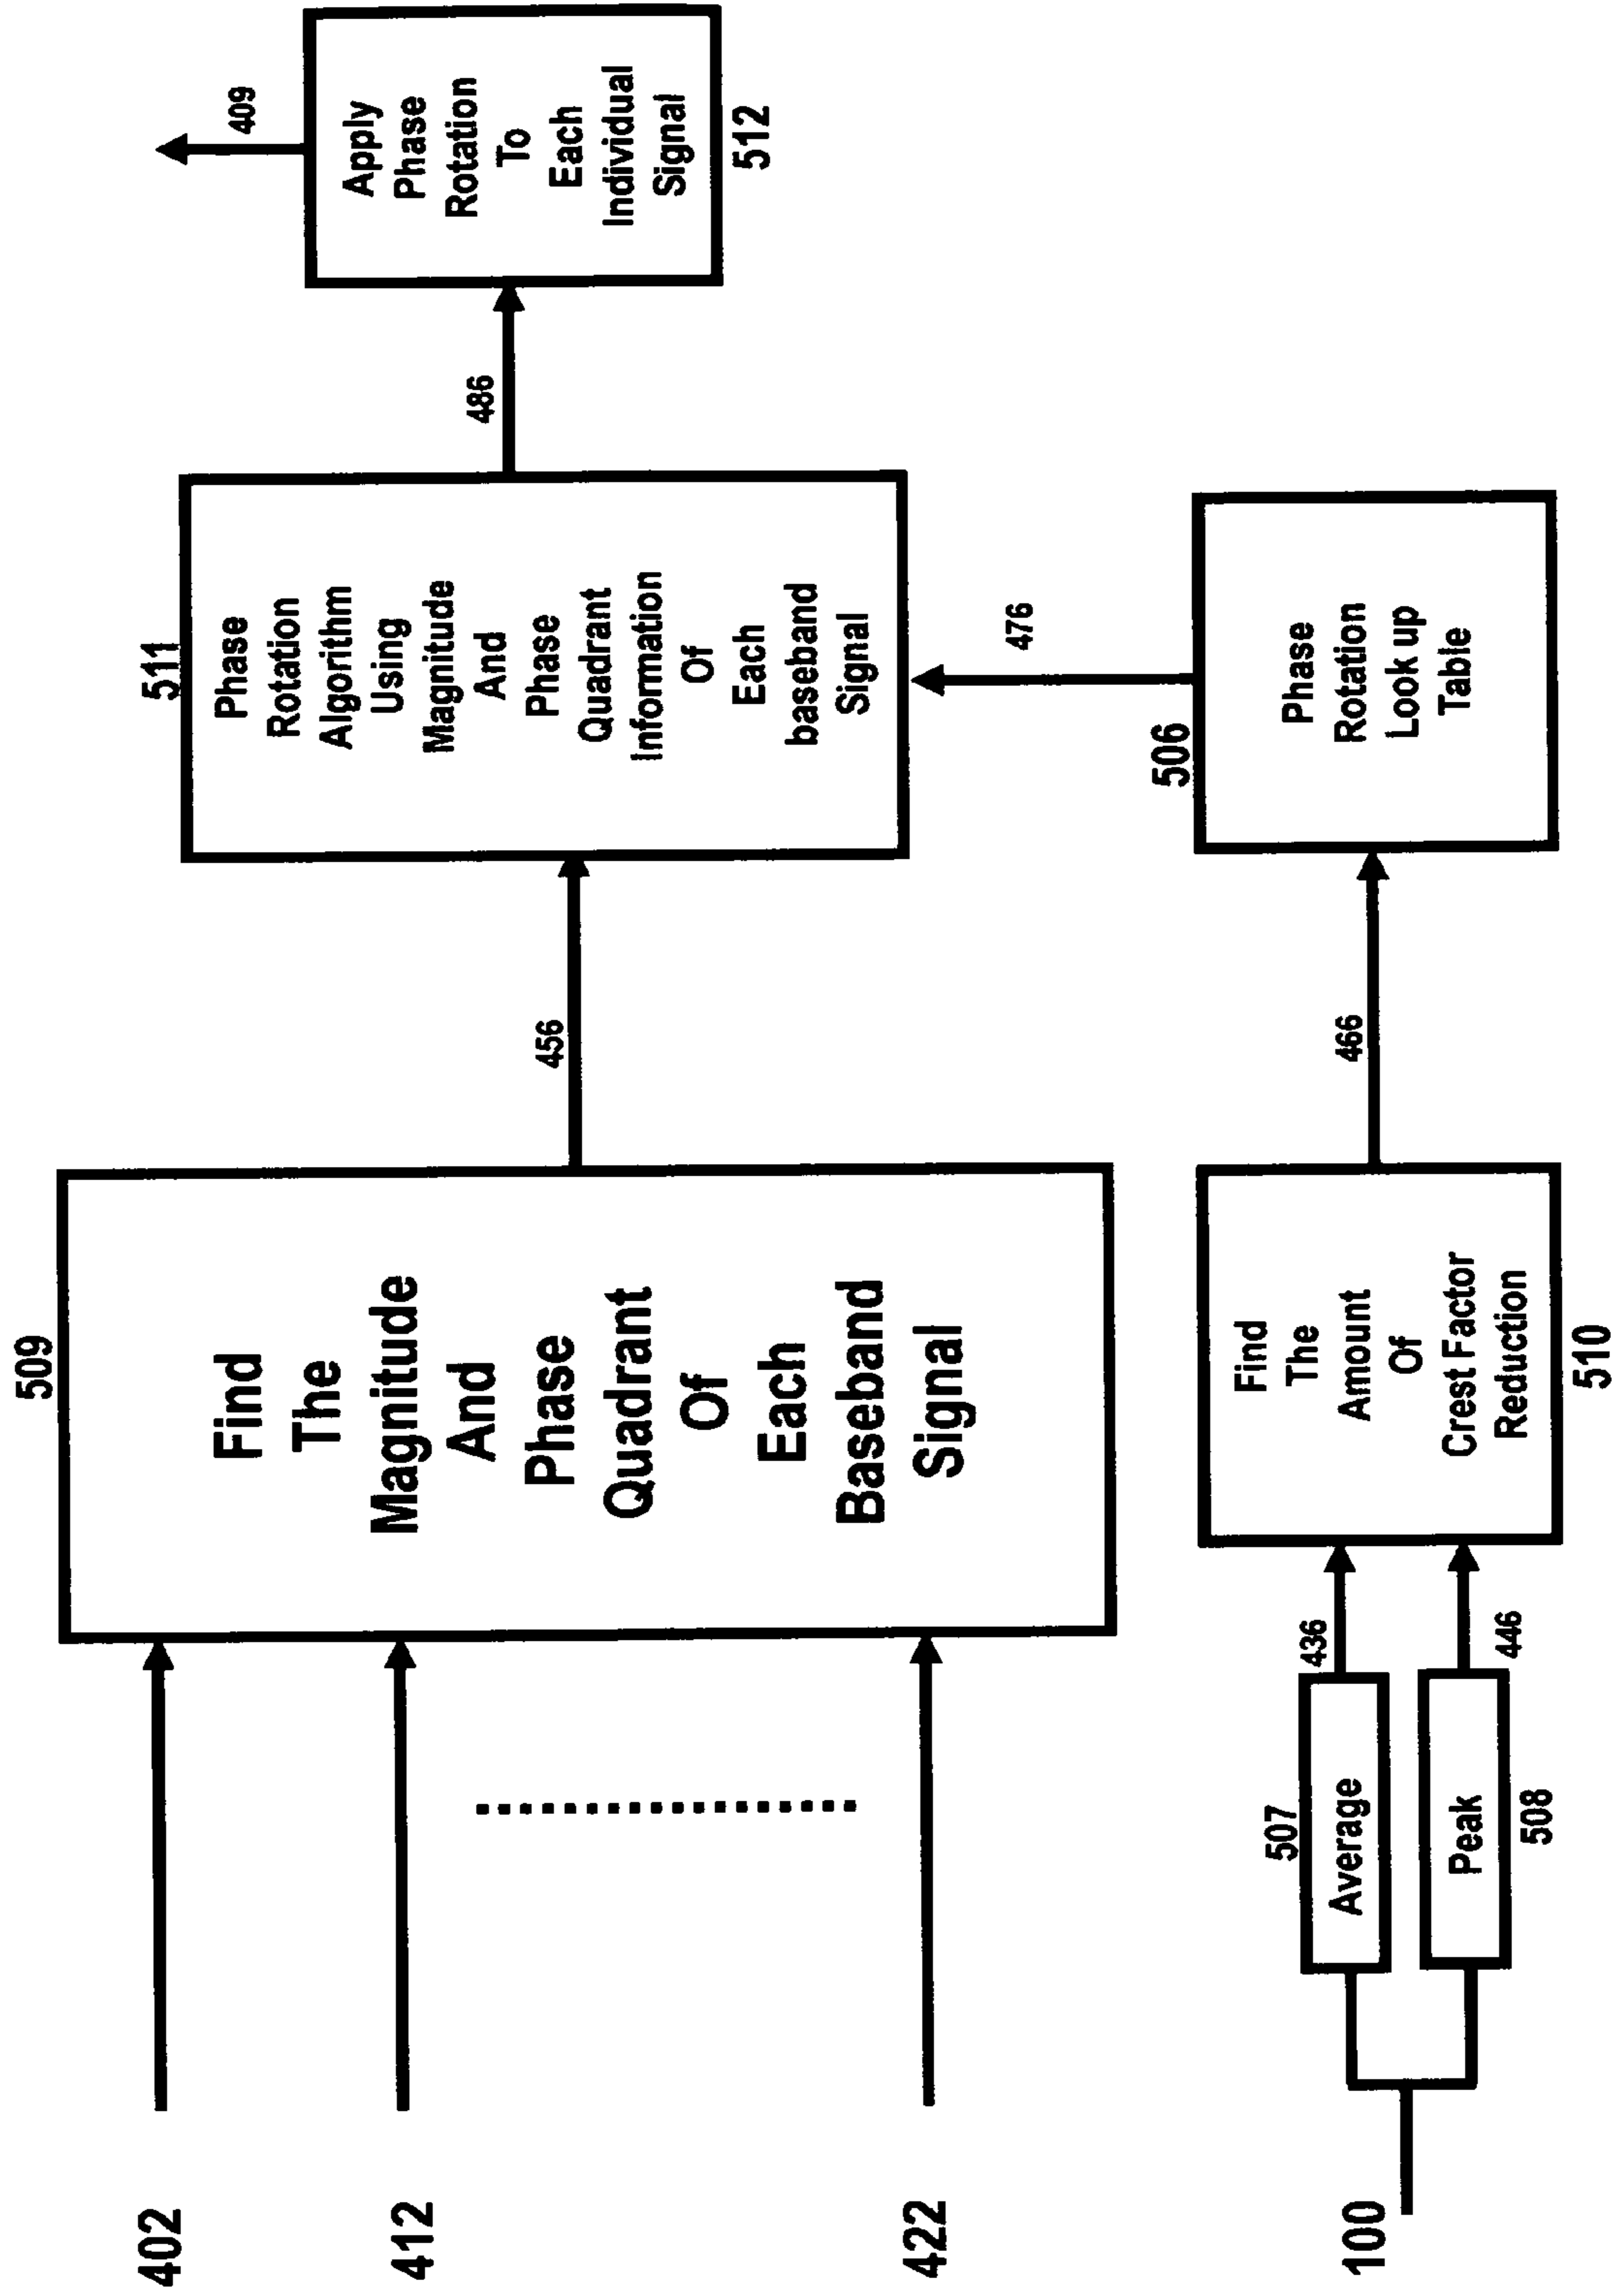 402
412
422
509
Find
The
Magnitude
And
Phase
Quadrant
Of
Each
Baseband
Signal
456
511
Phase
Rotation
Algorithm
Using
Magnitude
And
Phase
Quadrant
Information
Of
Each
baseband
Signal
486
409
Apply
Phase
Rotation
To
Each
Individual
Signal
512
100
507
Average
436
Peak
508
446
Find
The
Amount
Of
Crest Factor
Reduction
510
466
506
Phase
Rotation
Look up
Table
476